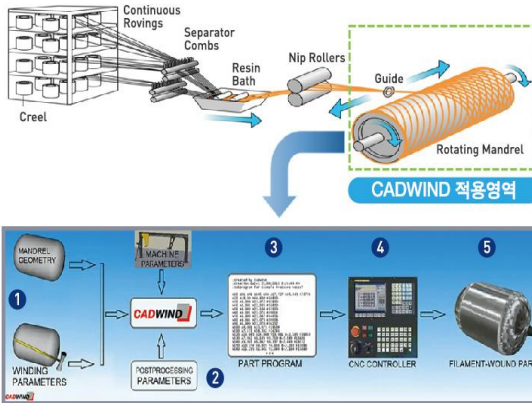 Continuous
Rovings
Separator
Combs
Resin
Bath
Nip Rollers
Guide
Creel
Rotating Mandrel
CADWIND 적용영역
MANDREL
GEOMETRY
MACHINE
PARAMETERS
3
4
5
1
CADWIND
WINDING
PARAMETERS
POSTPROCESSING
PARAMETERS
2
PART PROGRAM
CNC CONTROLLER
FILAMENT-WOUND PAR
CADWIND